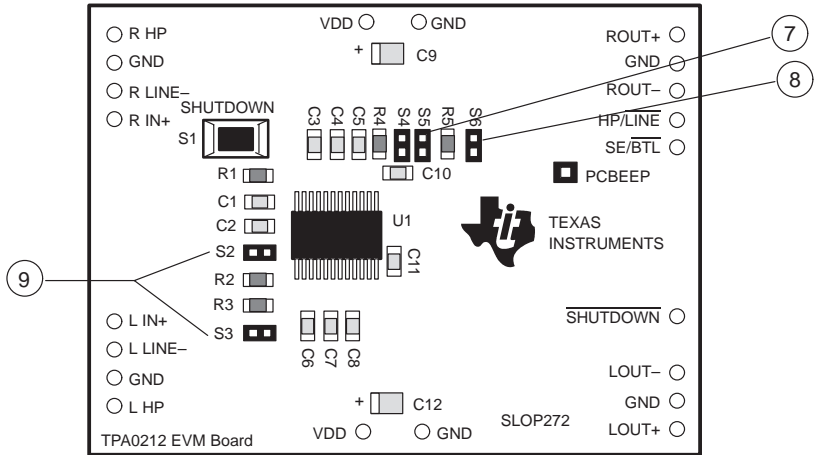 VDD GND
R HP
GND
R LINE–
R IN+
+ C9
ROUT+
GND
ROUT–
HP/LINE
SE/BTL
7
8
SHUTDOWN
S1
C3 C4 C5 R4 S4 S5 R5 S6
C10
PCBEEP
R1
C1
C2
S2
R2
R3
S3
U1
C11
TEXAS
INSTRUMENTS
9
L IN+
L LINE–
GND
L HP
C6 C7 C8
SHUTDOWN
LOUT–
GND
LOUT+
+ C12
SLOP272
TPA0212 EVM Board
VDD GND